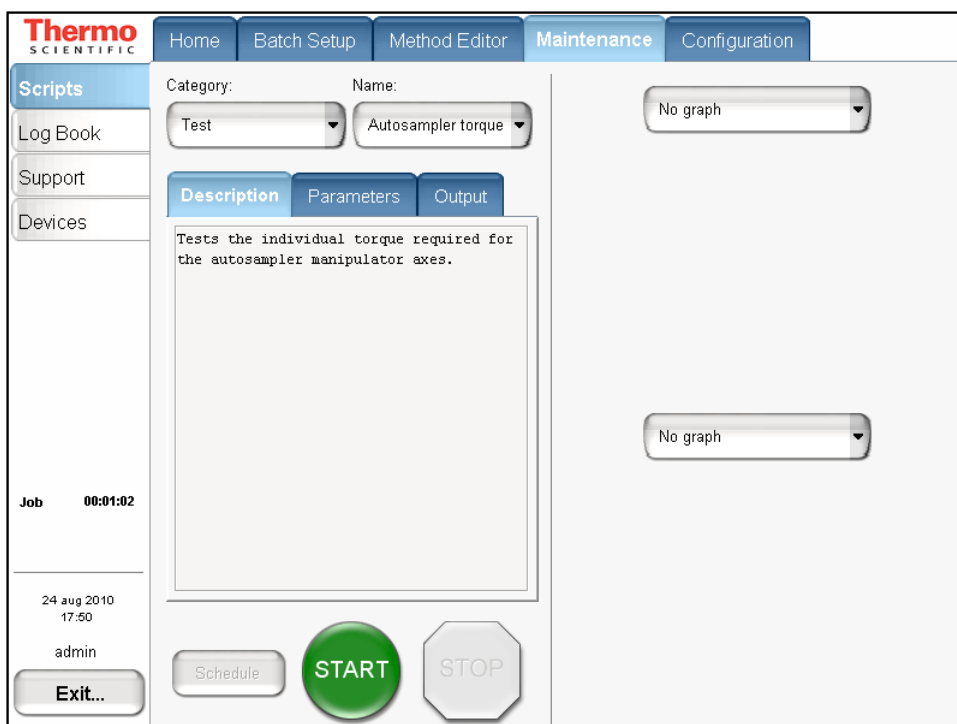 Thermo
SCIENTIFIC
Home
Batch Setup
Method Editor
Maintenance
Configuration
Scripts
Log Book
Support
Devices
Job 00:01:02
24 aug 2010
17:50
admin
Exit...
Category:
Name:
Test
Autosampler torque
Description
Parameters
Output
Tests the individual torque required for
the autosampler manipulator axes.
Schedule
START
STOP
No graph
No graph